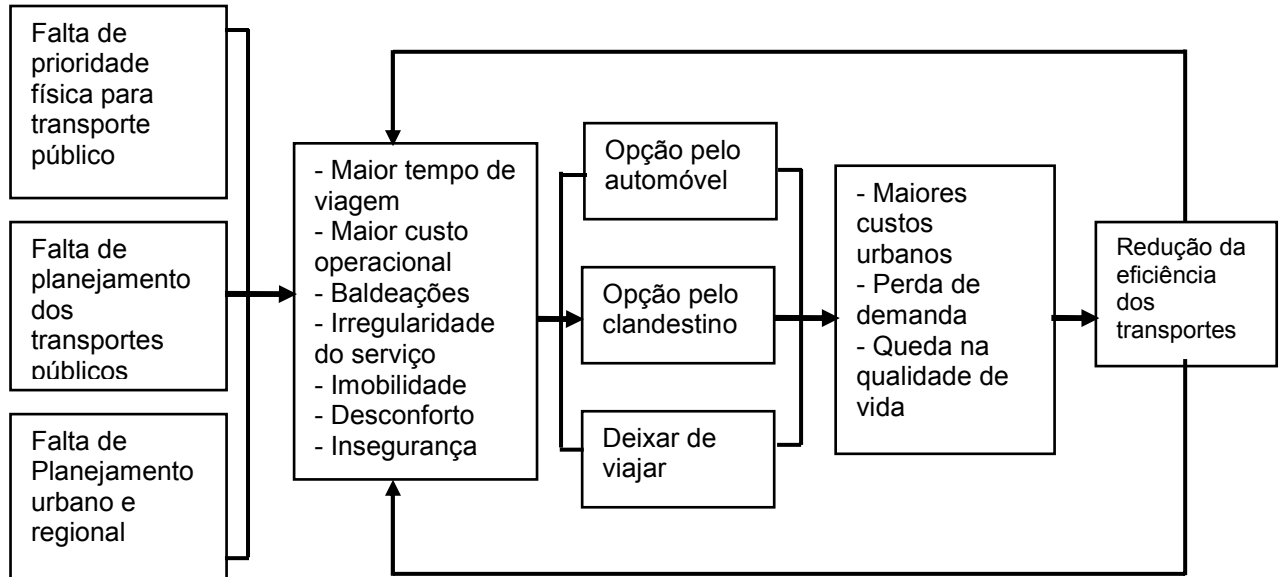 Falta de
prioridade
física para
transporte
público
Falta de
planejamento
dos
transportes
públicos
Falta de
Planejamento
urbano e
regional
- Maior tempo de
viagem
- Maior custo
operacional
- Baldeações
- Irregularidade
do serviço
- Imobilidade
- Desconforto
- Insegurança
Opção pelo
automóvel
Opção pelo
clandestino
Deixar de
viajar
- Maiores
custos
urbanos
- Perda de
demanda
- Queda na
qualidade de
vida
Redução da
eficiência
dos
transportes